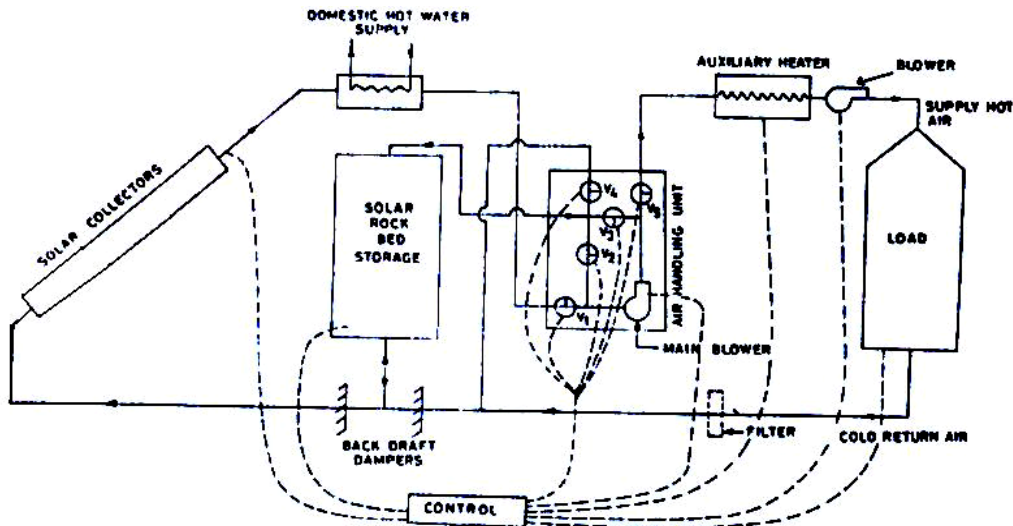 DOMESTIC HOT WATER
SUPPLY
AUXILIARY HEATER
BLOWER
SUPPLY HOT
AIR
SOLAR COLLECTORS
SOLAR
ROCK
BED
STORAGE
V4
V5
V3
V2
V1
AIR HANDLING UNIT
LOAD
MAIN BLOWER
BACK DRAFT
DAMPERS
FILTER
COLD RETURN AIR
CONTROL